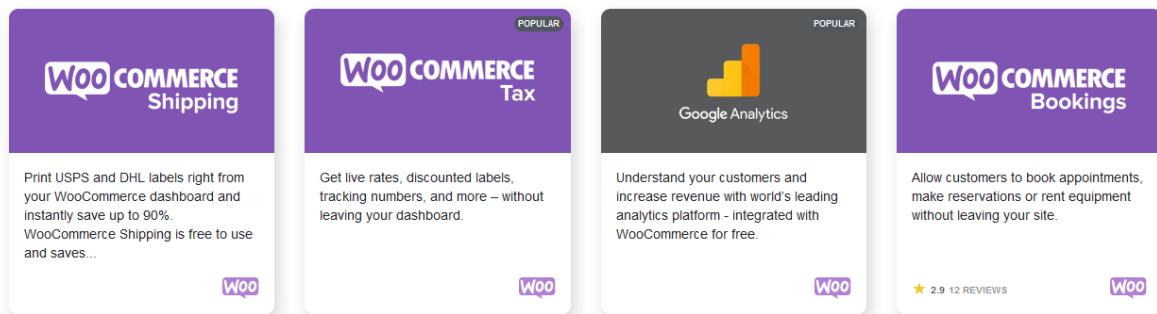 WOO COMMERCE
Shipping
Print USPS and DHL labels right from
your WooCommerce dashboard and
instantly save up to 90%.
WooCommerce Shipping is free to use
and saves...
WOO
POPULAR
WOO COMMERCE
Tax
Get live rates, discounted labels,
tracking numbers, and more – without
leaving your dashboard.
WOO
POPULAR
Google Analytics
Understand your customers and
increase revenue with world's leading
analytics platform - integrated with
WooCommerce for free.
WOO
WOO COMMERCE
Bookings
Allow customers to book appointments,
make reservations or rent equipment
without leaving your site.
2.9 12 REVIEWS
WOO